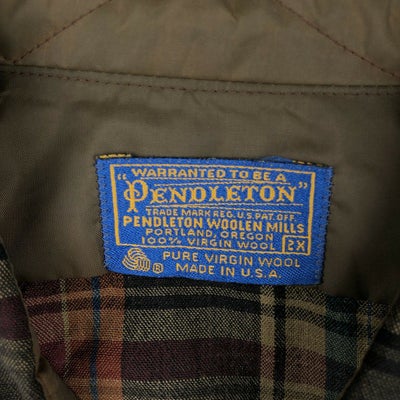 WARRANTED TO BE A
"PENDLETON"
TRADE MARK REG. U.S. PAT. OFF.
PENDLETON WOOLEN MILLS
PORTLAND, OREGON
100% VIRGIN WOOL 2X
PURE VIRGIN WOOL
® MADE IN U.S.A.